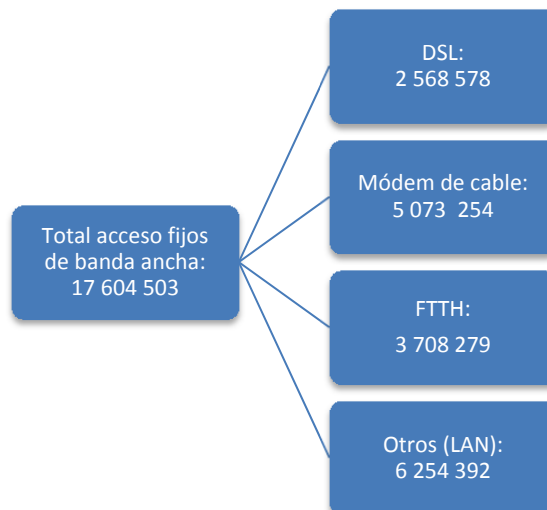 DSL:
2 568 578
Módem de cable:
5 073 254
Total acceso fijos
de banda ancha:
17 604 503
FTTH:
3 708 279
Otros (LAN):
6 254 392